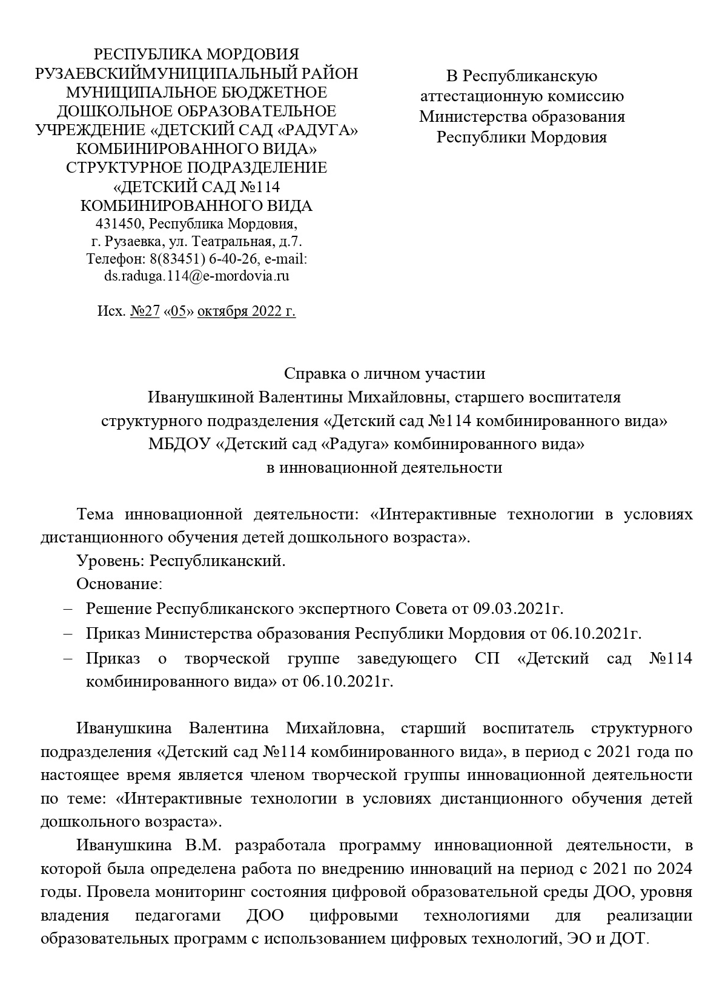 РЕСПУБЛИКА МОРДОВИЯ
РУЗАЕВСКИЙМУНИЦИПАЛЬНЫЙ РАЙОН
МУНИЦИПАЛЬНОЕ БЮДЖЕТНОЕ
ДОШКОЛЬНОЕ ОБРАЗОВАТЕЛЬНОЕ
УЧРЕЖДЕНИЕ «ДЕТСКИЙ САД «РАДУГА»
КОМБИНИРОВАННОГО ВИДА»
СТРУКТУРНОЕ ПОДРАЗДЕЛЕНИЕ
«ДЕТСКИЙ САД №114
КОМБИНИРОВАННОГО ВИДА
431450, Республика Мордовия,
г. Рузаевка, ул. Театральная, д.7.
Телефон: 8(83451) 6-40-26, e-mail:
ds.raduga.114@e-mordovia.ru
Исх. №27 «05» октября 2022 г.
В Республиканскую
аттестационную комиссию
Министерства образования
Республики Мордовия
Справка о личном участии
Иванушкиной Валентины Михайловны, старшего воспитателя
структурного подразделения «Детский сад №114 комбинированного вида»
МБДОУ «Детский сад «Радуга» комбинированного вида»
в инновационной деятельности
Тема инновационной деятельности: «Интерактивные технологии в условиях
дистанционного обучения детей дошкольного возраста».
Уровень: Республиканский.
Основание:
– Решение Республиканского экспертного Совета от 09.03.2021г.
– Приказ Министерства образования Республики Мордовия от 06.10.2021г.
– Приказ о творческой группе заведующего СП «Детский сад №114
комбинированного вида» от 06.10.2021г.
Иванушкина Валентина Михайловна, старший воспитатель структурного
подразделения «Детский сад №114 комбинированного вида», в период с 2021 года по
настоящее время является членом творческой группы инновационной деятельности
по теме: «Интерактивные технологии в условиях дистанционного обучения детей
дошкольного возраста».
Иванушкина В.М. разработала программу инновационной деятельности, в
которой была определена работа по внедрению инноваций на период с 2021 по 2024
годы. Провела мониторинг состояния цифровой образовательной среды ДОО, уровня
владения педагогами ДОО цифровыми технологиями для реализации
образовательных программ с использованием цифровых технологий, ЭО и ДОТ.